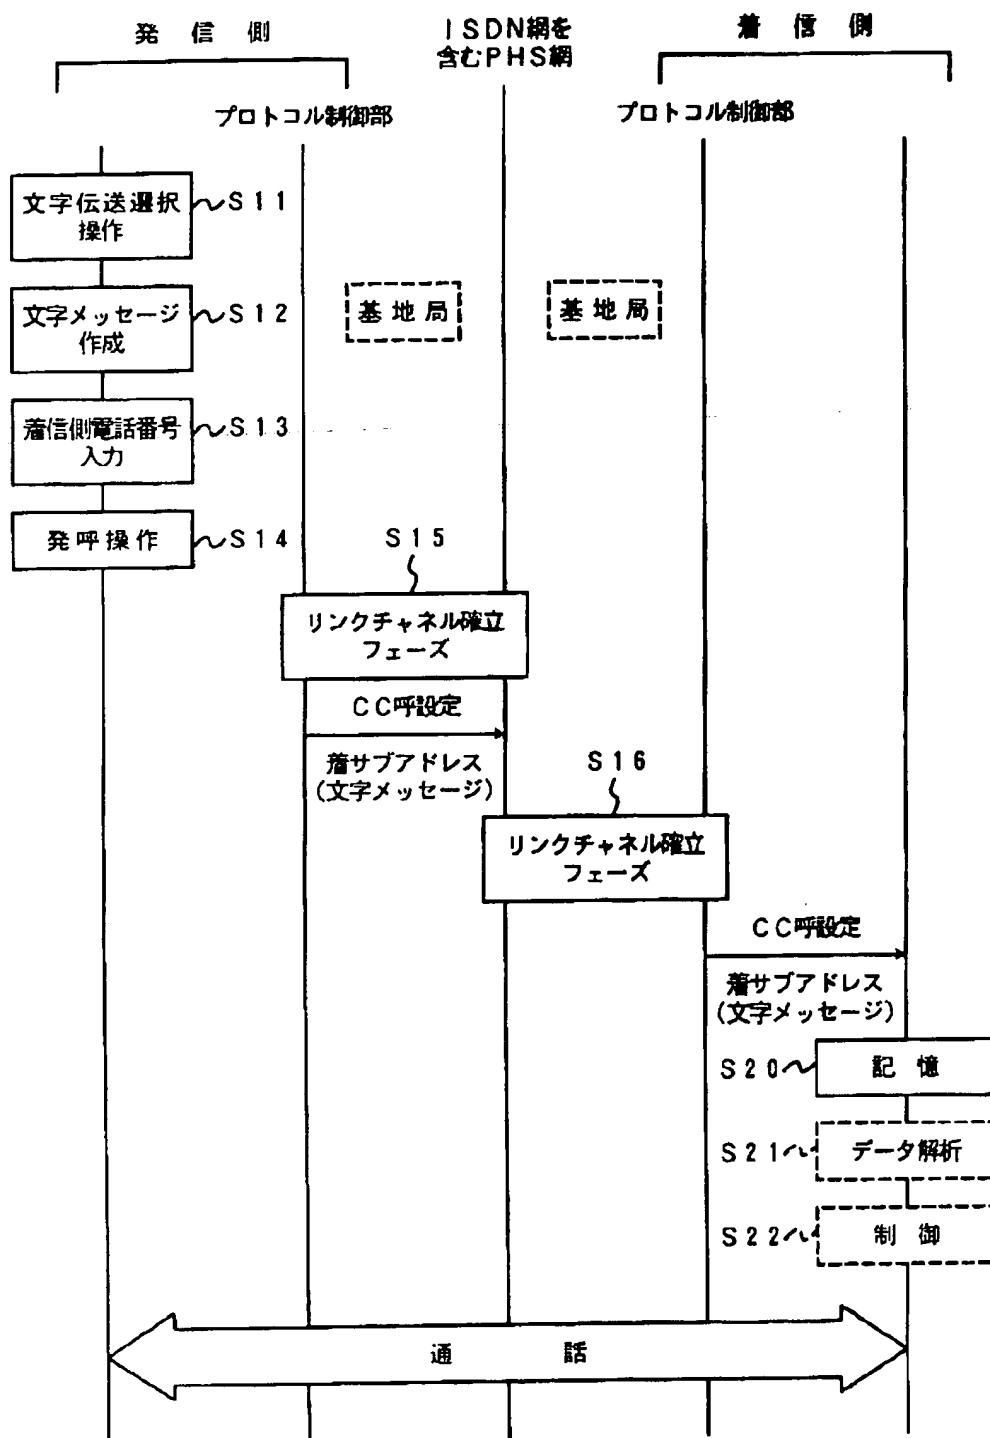 発信側
ISDN網を
含むPHS網
着信側
プロトコル制御部
プロトコル制御部
文字伝送選択
操作
S11
文字メッセージ
作成
S12
基地局
基地局
着信側電話番号
入力
S13
発呼操作
S14
S15
リンクチャネル確立
フェーズ
CC呼設定
着サブアドレス
(文字メッセージ)
S16
リンクチャネル確立
フェーズ
CC呼設定
着サブアドレス
(文字メッセージ)
S20
記憶
S21
データ解析
S22
制御
通話